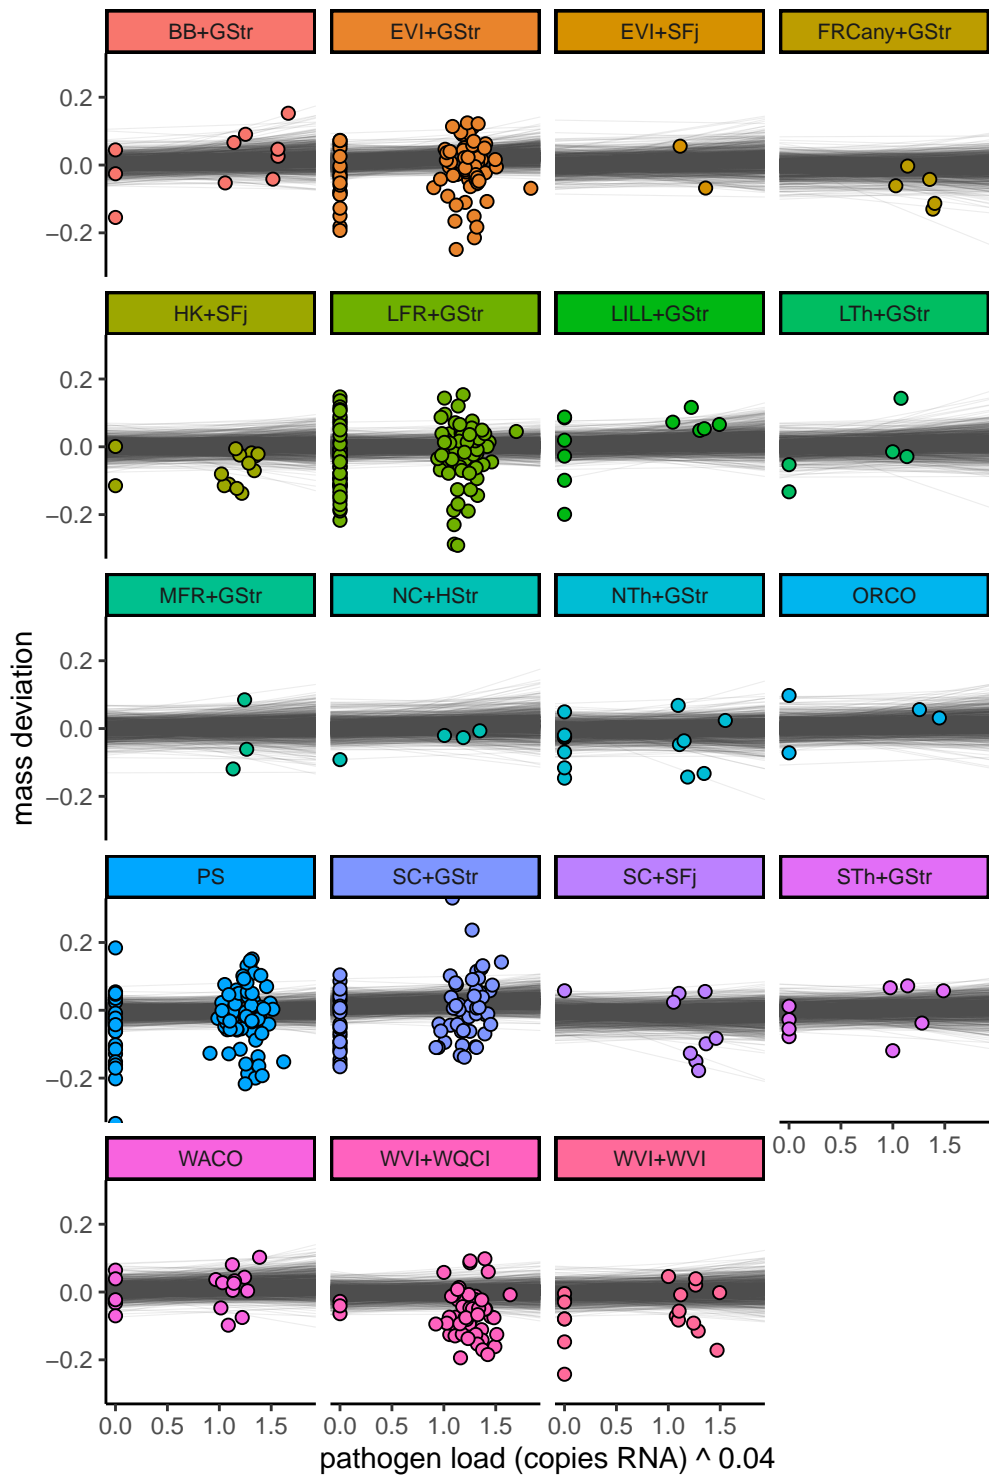 BB+GStr EVI+GStr EVI+SFj FRCany+GStr
0.2
0.0
−0.2
HK+SFj LFR+GStr LILL+GStr LTh+GStr
0.2
0.0
−0.2
MFR+GStr NC+HStr NTh+GStr ORCO
0.2
0.0
−0.2
mass deviation
PS SC+GStr SC+SFj STh+GStr
0.2
0.0
−0.2
0.0 0.5 1.0 1.5
WACO WVI+WQCI WVI+WVI
0.2
0.0
−0.2
0.0 0.5 1.0 1.5 0.0 0.5 1.0 1.5 0.0 0.5 1.0 1.5
pathogen load (copies RNA) ^ 0.04